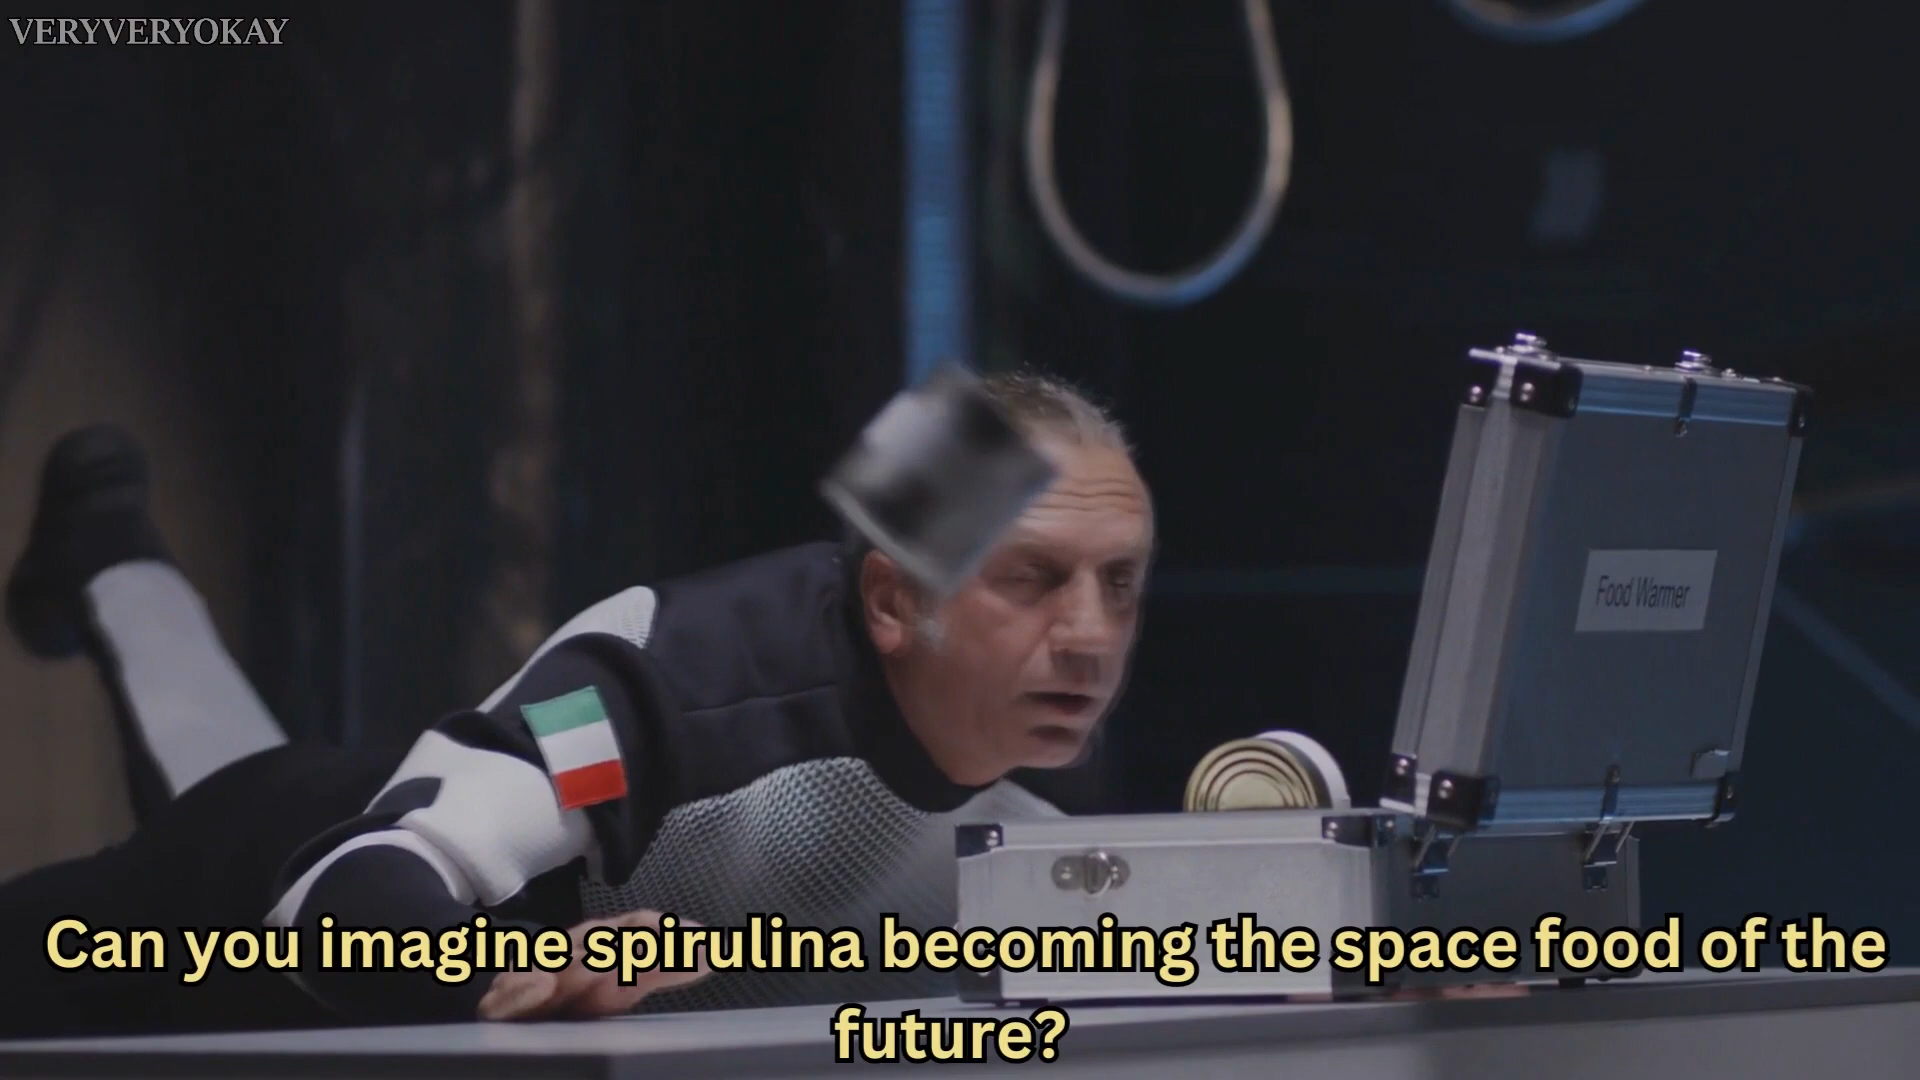 VERYVERYOKAY
Food Warmer
Can you imagine spirulina becoming the space food of the
future?